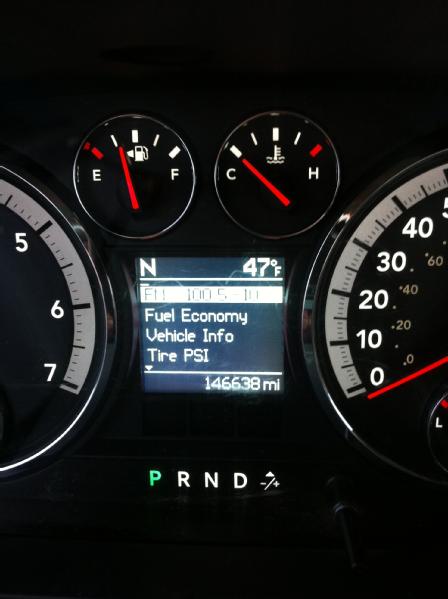 E F
C H
5
6
7
N 47°F
FM 100.5
Fuel Economy
Vehicle Info
Tire PSI
146638 mi
40
30 60
20 40
10 20
0 0
L
P R N D -/+